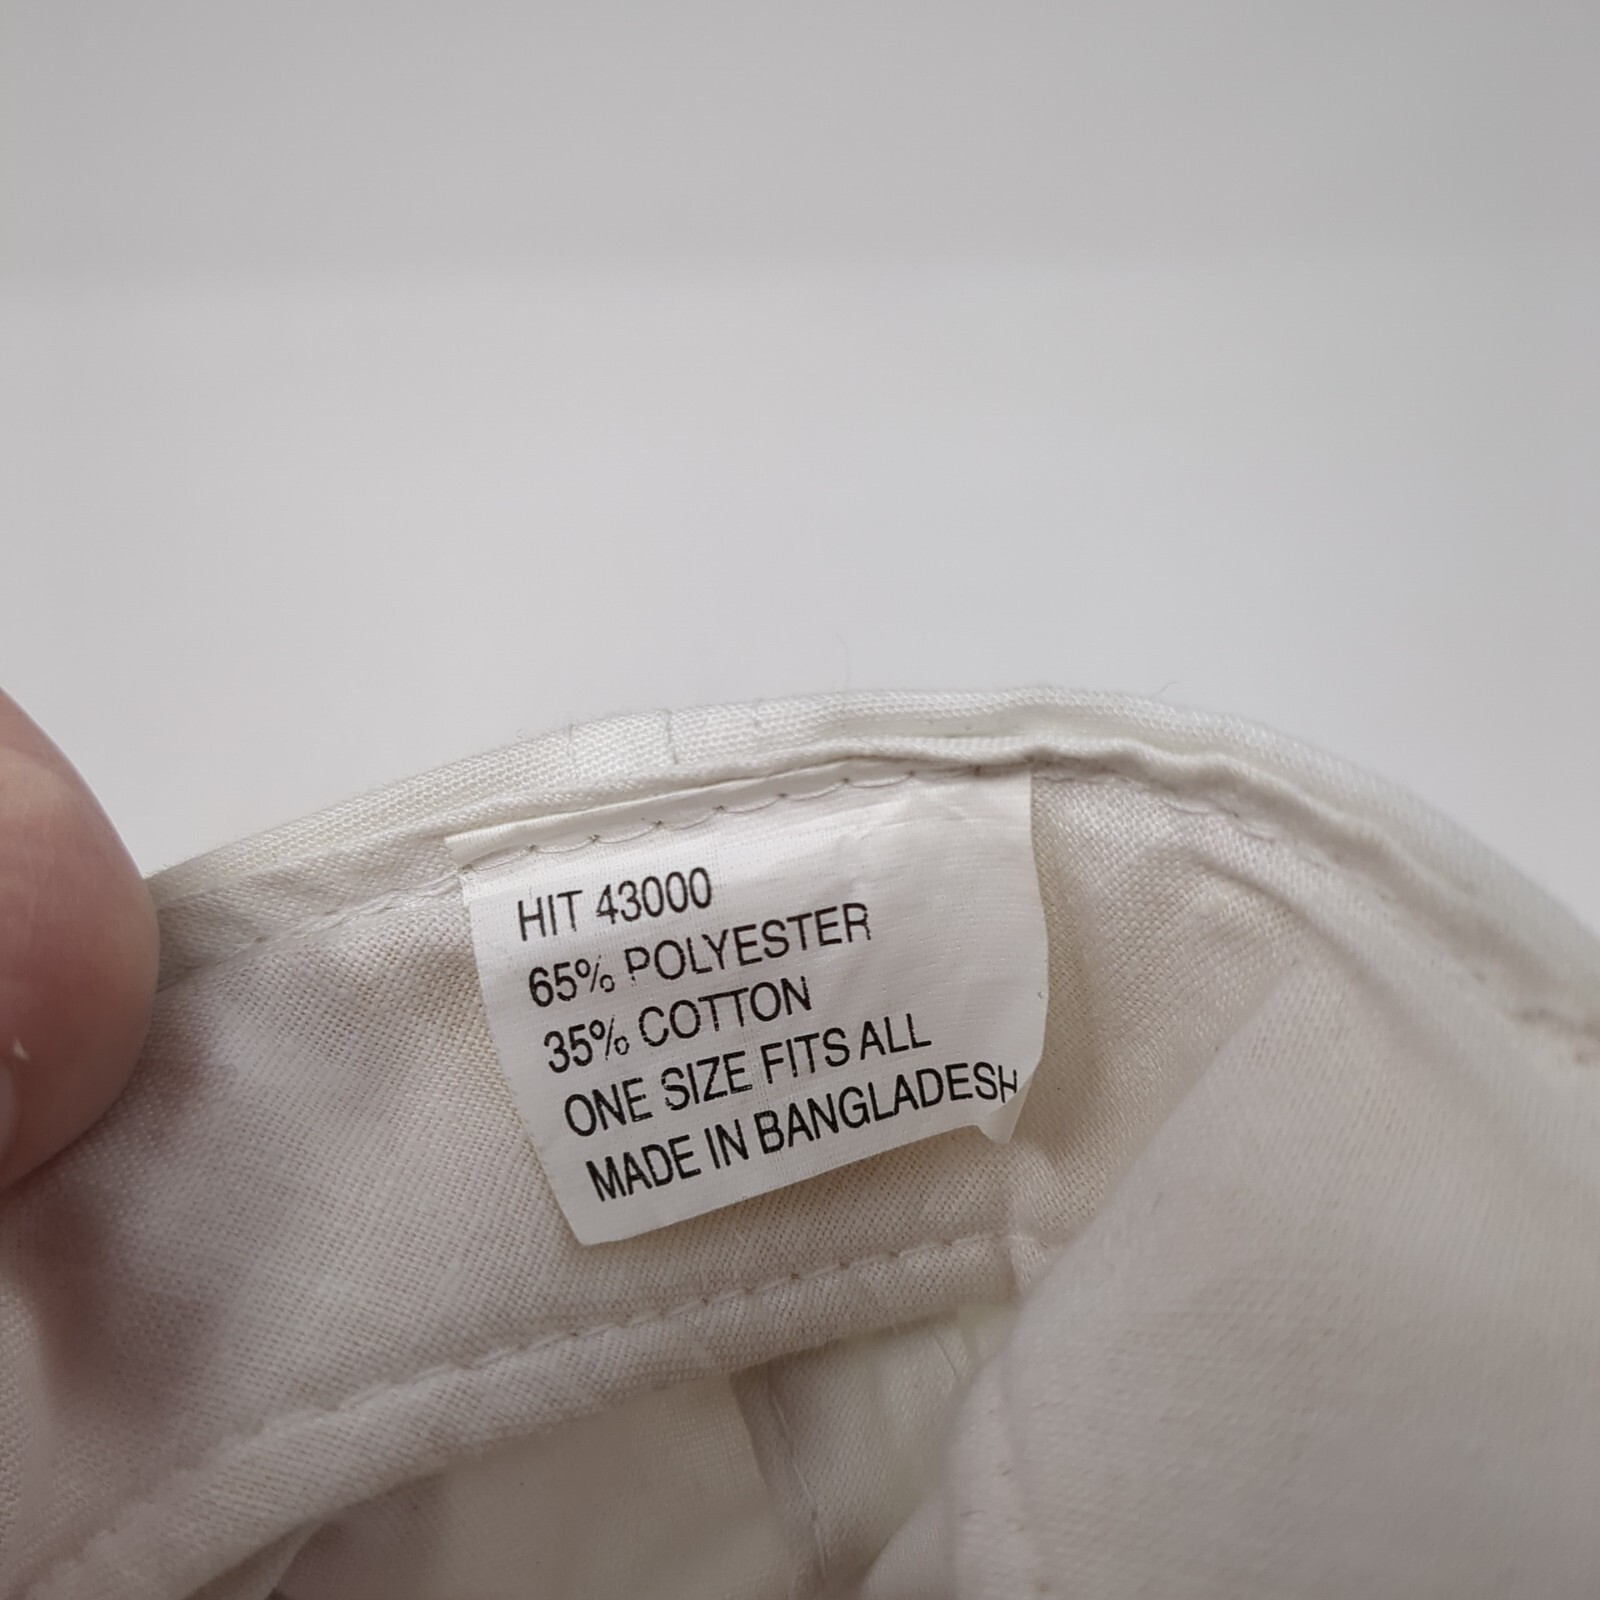 HIT 43000
65% POLYESTER
35% COTTON
ONE SIZE FITS ALL
MADE IN BANGLADESH